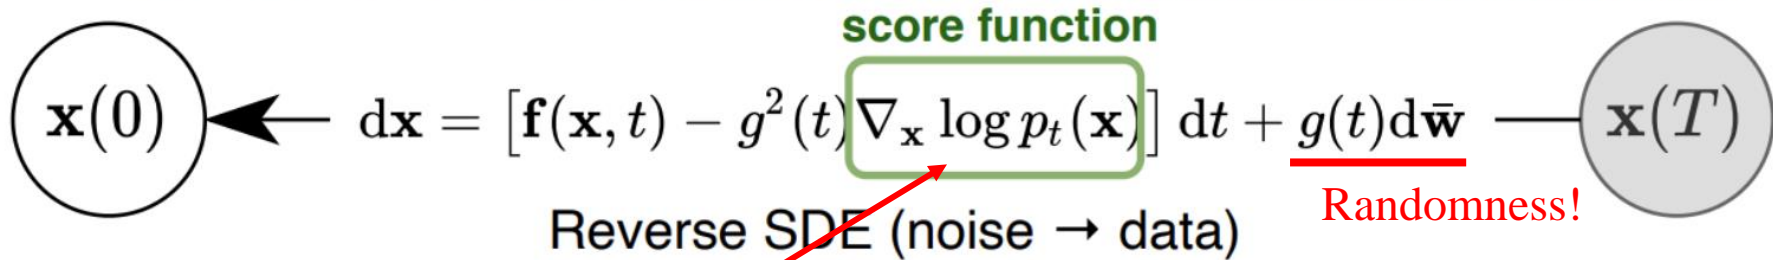 score function
x(0) dx = [f(x, t) − g²(t)∇ₓ log pₜ(x)] dt + g(t)dw̄ x(T)
Randomness!
Reverse SDE (noise → data)